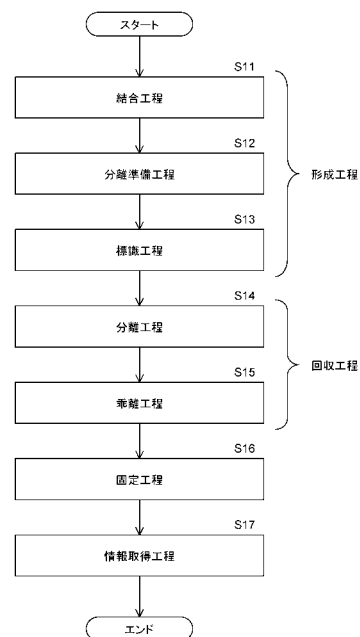 スタート
S11
結合工程
S12
分離準備工程
形成工程
S13
標識工程
S14
分離工程
回収工程
S15
乖離工程
S16
固定工程
S17
情報取得工程
エンド